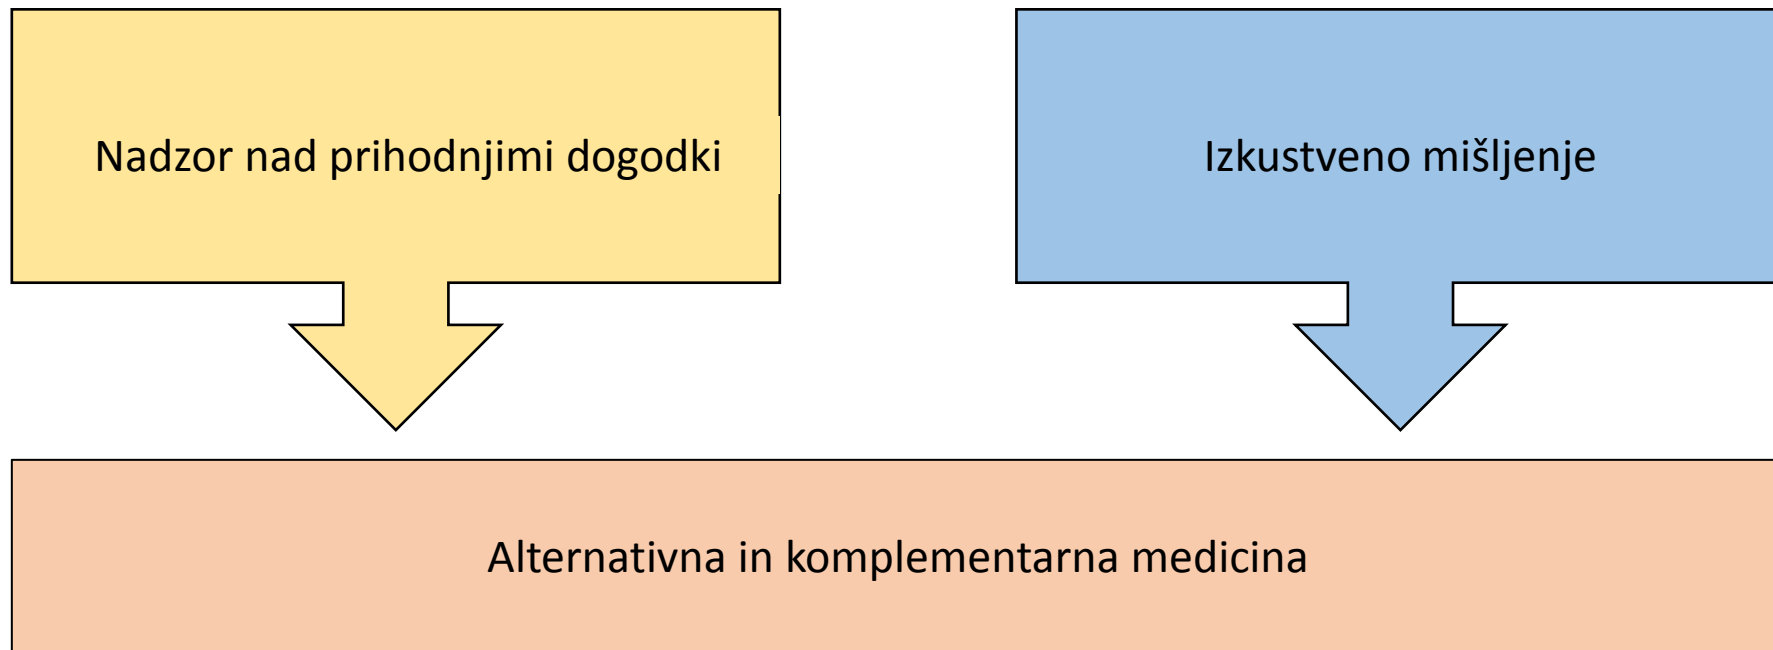 Nadzor nad prihodnjimi dogodki
Izkustveno mišljenje
Alternativna in komplementarna medicina